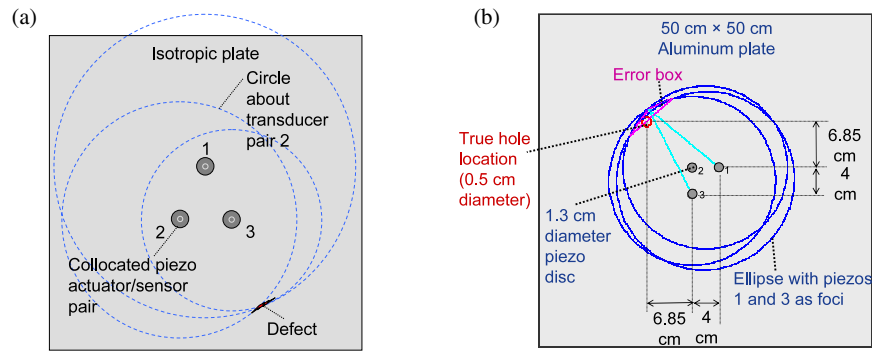 (a)
Isotropic plate
Circle
about
transducer
pair 2
1
2
3
Collocated piezo
actuator/sensor
pair
Defect
(b)
50 cm × 50 cm
Aluminum plate
Error box
True hole
location
(0.5 cm
diameter)
6.85
cm
4
cm
2
1
3
1.3 cm
diameter
piezo
disc
Ellipse with piezos
1 and 3 as foci
6.85
cm
4
cm